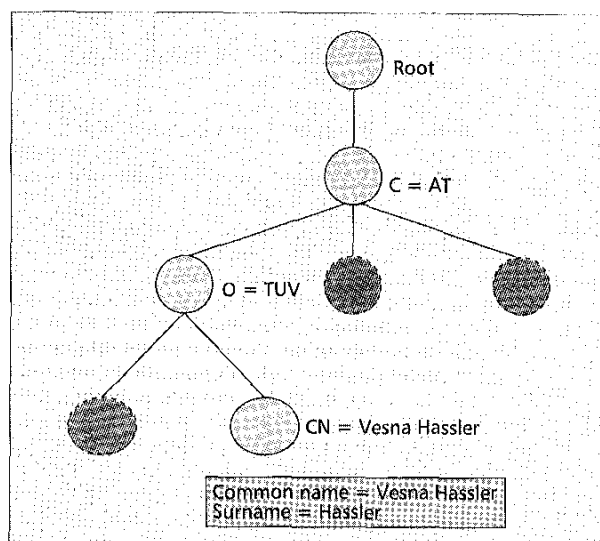 Root
C = AT
O = TUV
CN = Vesna Hassler
Common name = Vesna Hassler
Surname = Hassler